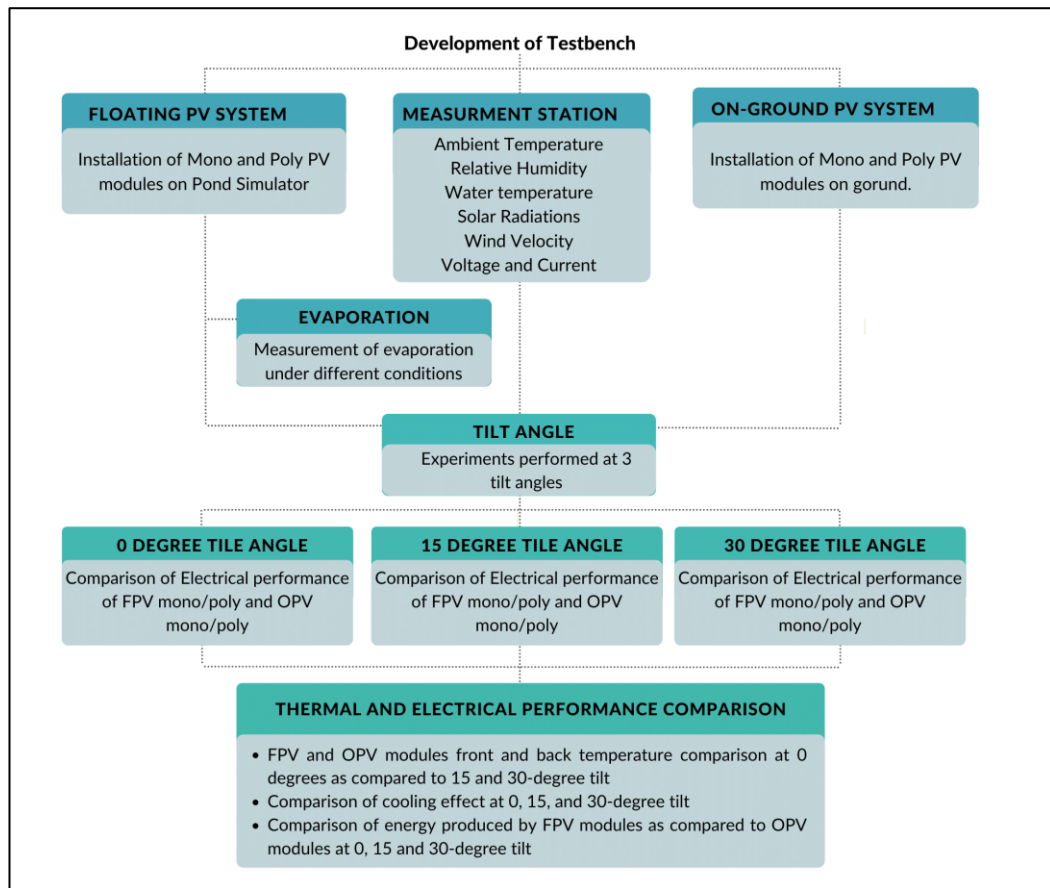 Development of Testbench
FLOATING PV SYSTEM
Installation of Mono and Poly PV
modules on Pond Simulator
MEASURMENT STATION
Ambient Temperature
Relative Humidity
Water temperature
Solar Radiations
Wind Velocity
Voltage and Current
ON-GROUND PV SYSTEM
Installation of Mono and Poly PV
modules on gorund.
EVAPORATION
Measurement of evaporation
under different conditions
TILT ANGLE
Experiments performed at 3
tilt angles
0 DEGREE TILE ANGLE
Comparison of Electrical performance
of FPV mono/poly and OPV
mono/poly
15 DEGREE TILE ANGLE
Comparison of Electrical performance
of FPV mono/poly and OPV
mono/poly
30 DEGREE TILE ANGLE
Comparison of Electrical performance
of FPV mono/poly and OPV
mono/poly
THERMAL AND ELECTRICAL PERFORMANCE COMPARISON
• FPV and OPV modules front and back temperature comparison at 0
degrees as compared to 15 and 30-degree tilt
• Comparison of cooling effect at 0, 15, and 30-degree tilt
• Comparison of energy produced by FPV modules as compared to OPV
modules at 0, 15 and 30-degree tilt